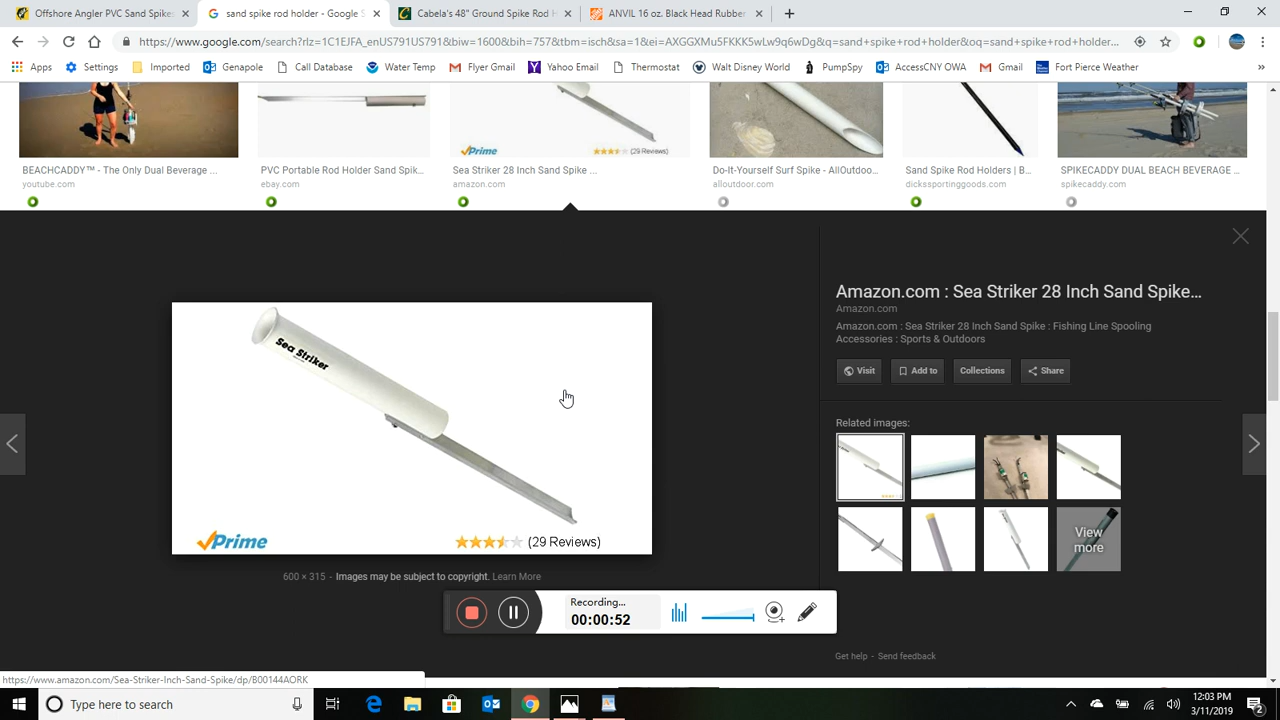 Offshore Angler PVC Sand Spikes
sand spike rod holder - Google S
Cabela's 48" Ground Spike Rod H
ANVIL 16 oz. Black Head Rubber
https://www.google.com/search?rlz=1C1EJFA_enUS791US791&biw=1600&bih=757&tbm=isch&sa=1&ei=AXGGXMu5FKKK5wLw9q6wDg&q=sand+spike+rod+holder&oq=sand+spike+rod+holder...
Apps Settings Imported Genapole Call Database Water Temp Flyer Gmail Yahoo Email Thermostat Walt Disney World PumpSpy AccessCNY OWA Gmail Fort Pierce Weather »
Prime (29 Reviews)
BEACHCADDY™ - The Only Dual Beverage ...
youtube.com
PVC Portable Rod Holder Sand Spik...
ebay.com
Sea Striker 28 Inch Sand Spike ...
amazon.com
Do-It-Yourself Surf Spike - AllOutdoo...
alloutdoor.com
Sand Spike Rod Holders | B...
dickssportinggoods.com
SPIKECADDY DUAL BEACH BEVERAGE ...
spikecaddy.com
Sea Striker
Prime (29 Reviews)
600 × 315 - Images may be subject to copyright. Learn More
Amazon.com : Sea Striker 28 Inch Sand Spike...
Amazon.com
Amazon.com : Sea Striker 28 Inch Sand Spike : Fishing Line Spooling
Accessories : Sports & Outdoors
Visit Add to Collections Share
Related images:
View
more
Recording...
00:00:52
Get help - Send feedback
https://www.amazon.com/Sea-Striker-Inch-Sand-Spike/dp/B00144AORK
Type here to search
12:03 PM
3/11/2019
2